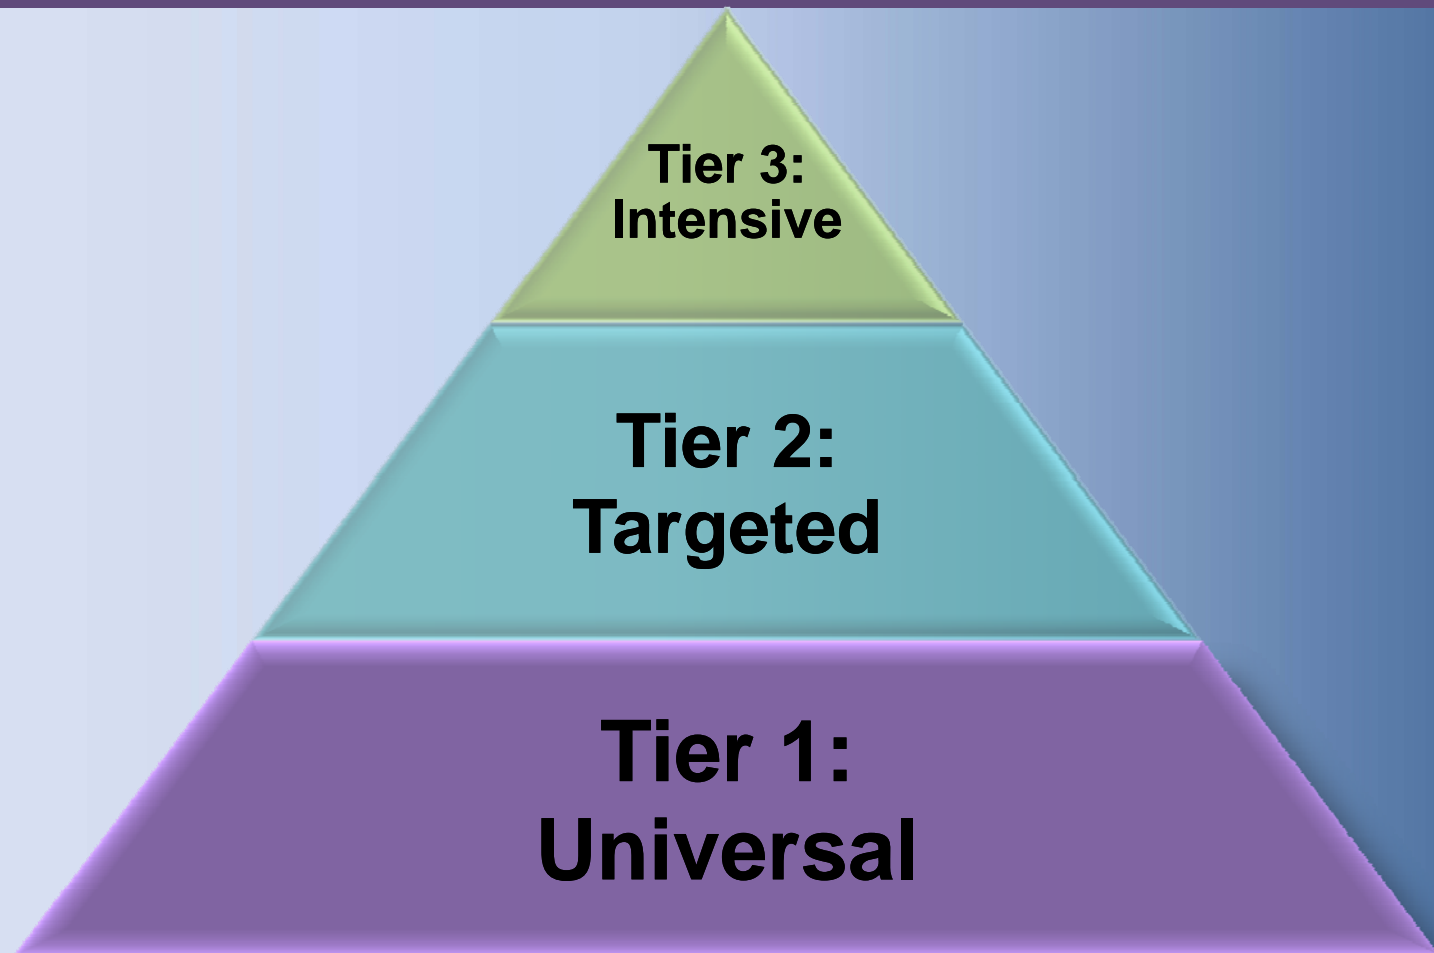 Tier 3:
Intensive
Tier 2:
Targeted
Tier 1:
Universal